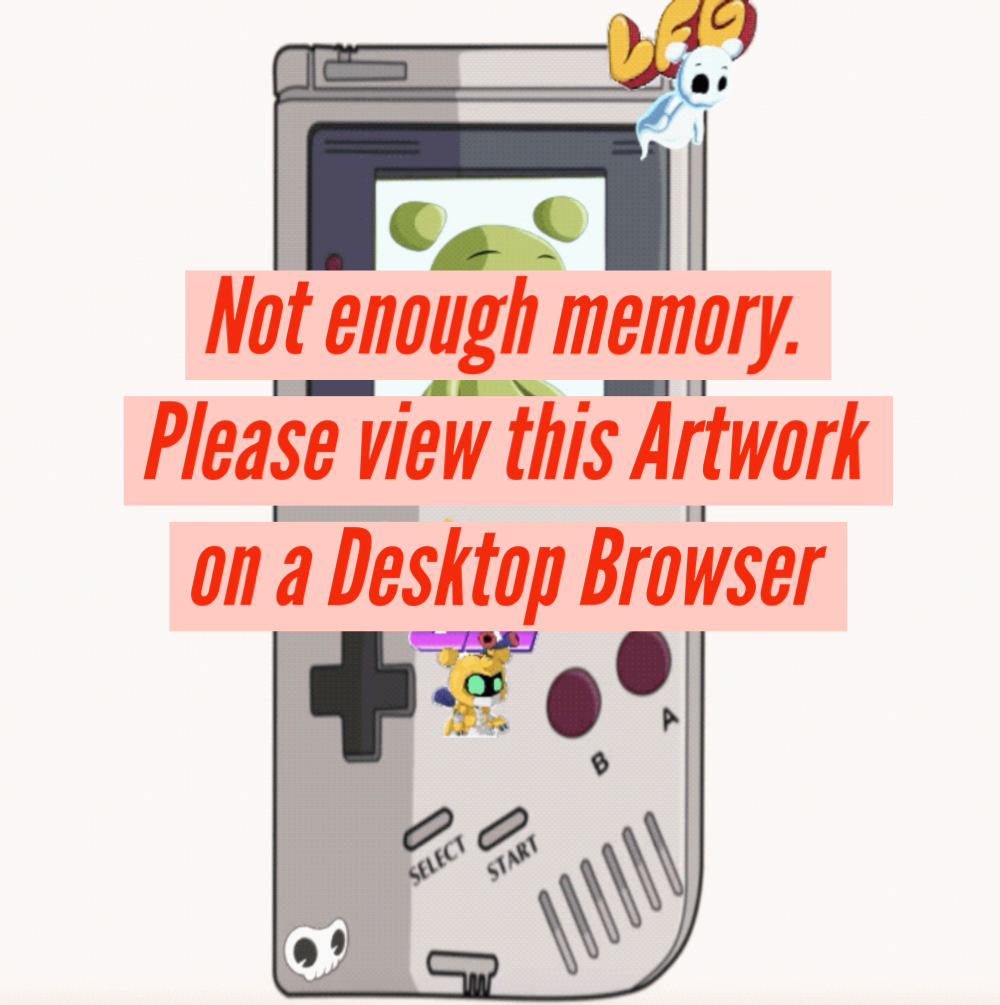 LFG
Not enough memory.
Please view this Artwork
on a Desktop Browser
A
B
SELECT
START